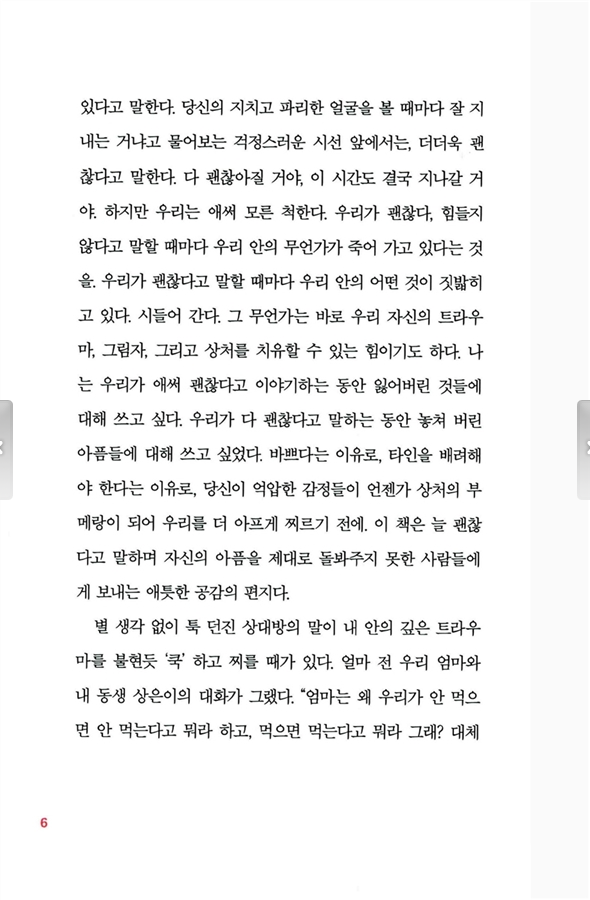 있다고 말한다. 당신의 지치고 파리한 얼굴을 볼 때마다 잘 지
내는 거냐고 물어보는 걱정스러운 시선 앞에서는, 더더욱 괜
찮다고 말한다. 다 괜찮아질 거야, 이 시간도 결국 지나갈 거
야. 하지만 우리는 애써 모른 척한다. 우리가 괜찮다, 힘들지
않다고 말할 때마다 우리 안의 무언가가 죽어 가고 있다는 것
을. 우리가 괜찮다고 말할 때마다 우리 안의 어떤 것이 짓밟히
고 있다. 시들어 간다. 그 무언가는 바로 우리 자신의 트라우
마, 그림자, 그리고 상처를 치유할 수 있는 힘이기도 하다. 나
는 우리가 애써 괜찮다고 이야기하는 동안 잃어버린 것들에
대해 쓰고 싶다. 우리가 다 괜찮다고 말하는 동안 놓쳐 버린
아픔들에 대해 쓰고 싶었다. 바쁘다는 이유로, 타인을 배려해
야 한다는 이유로, 당신이 억압한 감정들이 언젠가 상처의 부
메랑이 되어 우리를 더 아프게 찌르기 전에. 이 책은 늘 괜찮
다고 말하며 자신의 아픔을 제대로 돌봐주지 못한 사람들에
게 보내는 애틋한 공감의 편지다.
별 생각 없이 툭 던진 상대방의 말이 내 안의 깊은 트라우
마를 불현듯 ‘쿡’ 하고 찌를 때가 있다. 얼마 전 우리 엄마와
내 동생 상은이의 대화가 그랬다. “엄마는 왜 우리가 안 먹으
면 안 먹는다고 뭐라 하고, 먹으면 먹는다고 뭐라 그래? 대체
6